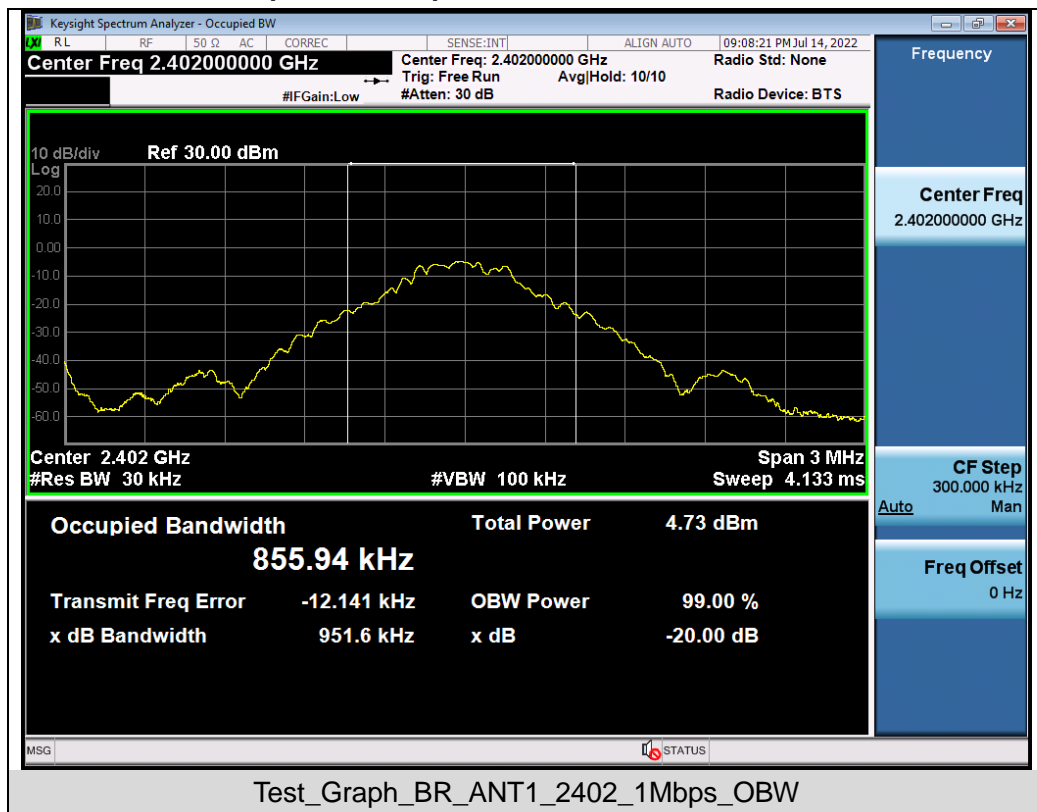 Keysight Spectrum Analyzer - Occupied BW
LXI RL RF 50 Ω AC CORREC SENSE:INT ALIGN AUTO 09:08:21 PM Jul 14, 2022
Center Freq 2.402000000 GHz
Center Freq: 2.402000000 GHz
Radio Std: None
Trig: Free Run Avg|Hold: 10/10
#IFGain:Low
#Atten: 30 dB
Radio Device: BTS
10 dB/div Ref 30.00 dBm
Log
20.0
10.0
0.00
-10.0
-20.0
-30.0
-40.0
-50.0
-60.0
Center 2.402 GHz Span 3 MHz
#Res BW 30 kHz #VBW 100 kHz Sweep 4.133 ms
Occupied Bandwidth Total Power 4.73 dBm
855.94 kHz
Transmit Freq Error -12.141 kHz OBW Power 99.00 %
x dB Bandwidth 951.6 kHz x dB -20.00 dB
MSG STATUS
Frequency
Center Freq
2.402000000 GHz
CF Step
300.000 kHz
Auto Man
Freq Offset
0 Hz
Test_Graph_BR_ANT1_2402_1Mbps_OBW